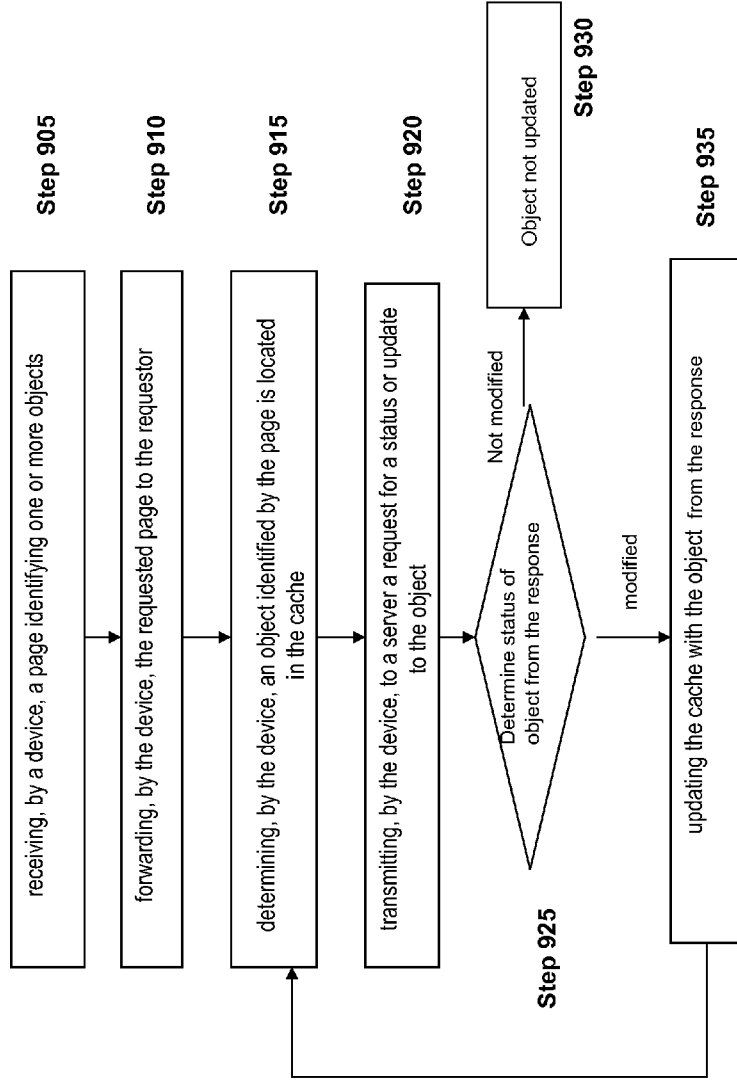 receiving, by a device, a page identifying one or more objects
Step 905
forwarding, by the device, the requested page to the requestor
Step 910
determining, by the device, an object identified by the page is located
in the cache
Step 915
transmitting, by the device, to a server a request for a status or update
to the object
Step 920
Determine status of
object from the response
Step 925
Not modified
Object not updated
Step 930
modified
updating the cache with the object from the response
Step 935